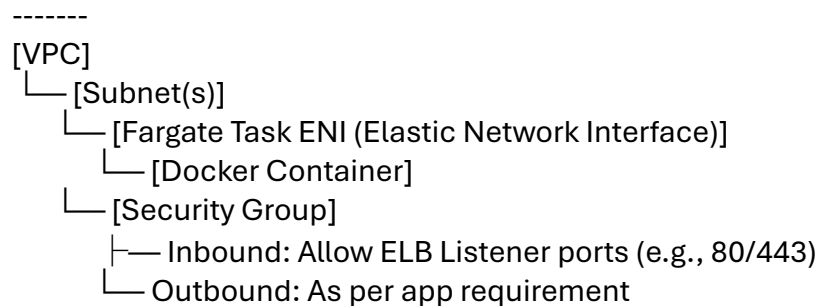 -------
[VPC]
└── [Subnet(s)]
└── [Fargate Task ENI (Elastic Network Interface)]
└── [Docker Container]
└── [Security Group]
├── Inbound: Allow ELB Listener ports (e.g., 80/443)
└── Outbound: As per app requirement